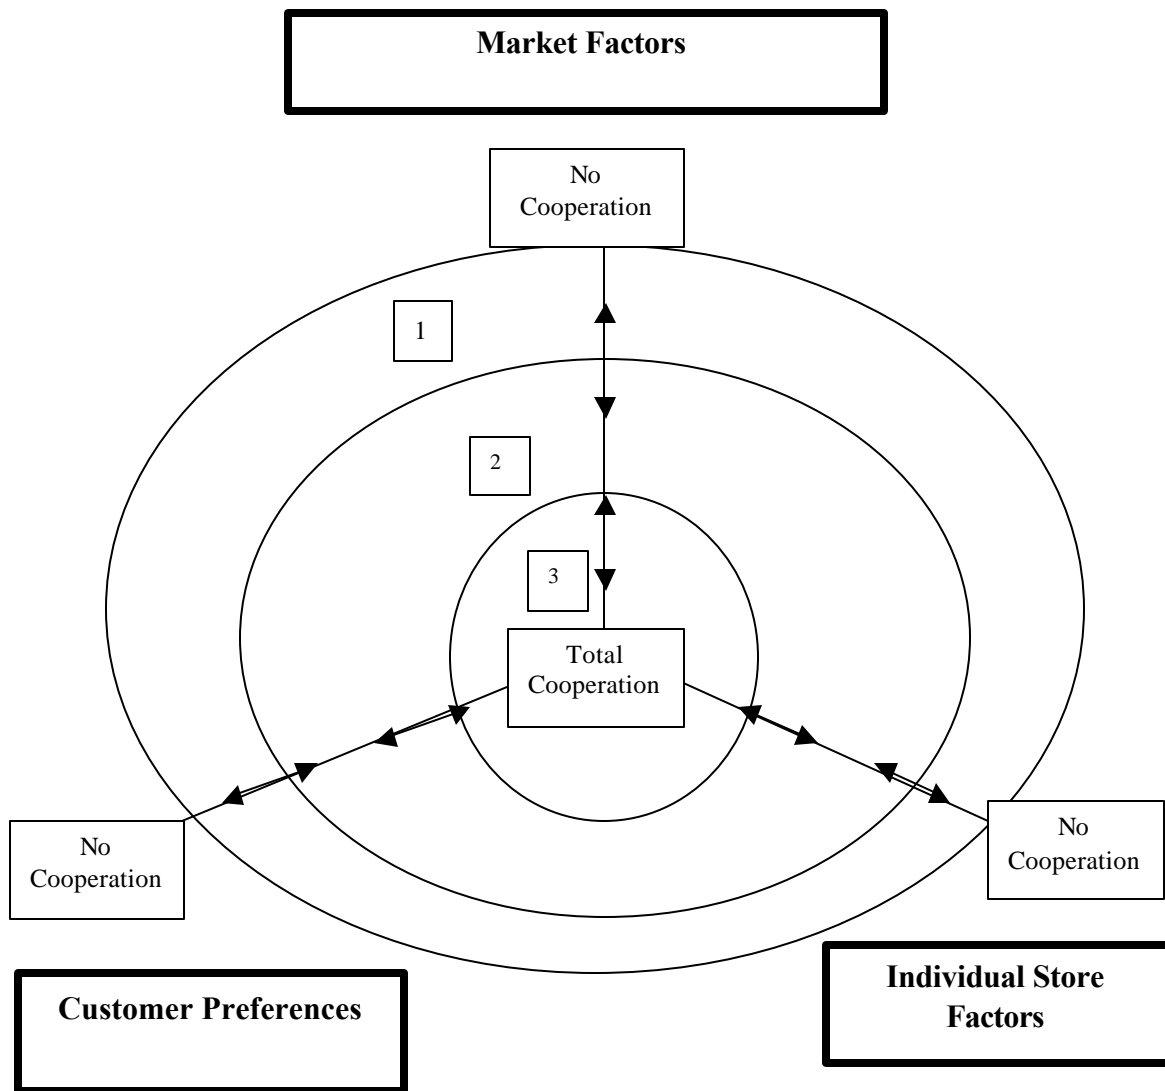 Market Factors
No
Cooperation
1
2
3
Total
Cooperation
No
Cooperation
No
Cooperation
Customer Preferences
Individual Store
Factors